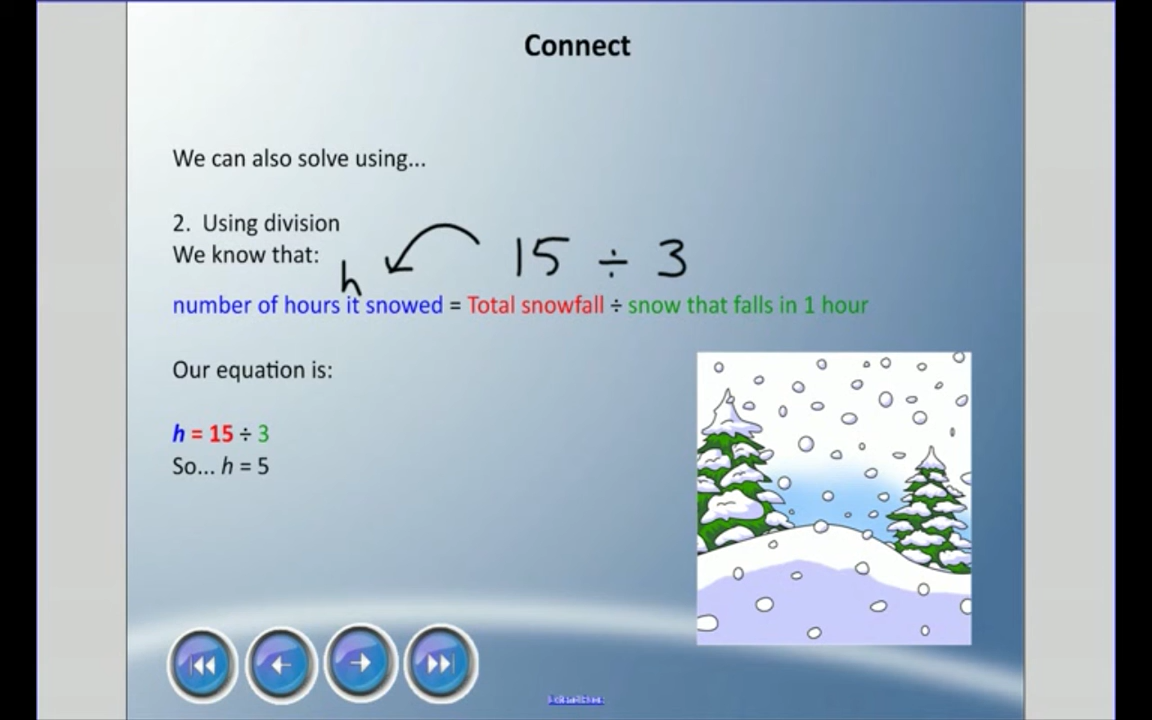 Connect
We can also solve using...
2. Using division
We know that:
15 ÷ 3
h
number of hours it snowed = Total snowfall ÷ snow that falls in 1 hour
Our equation is:
h = 15 ÷ 3
So... h = 5